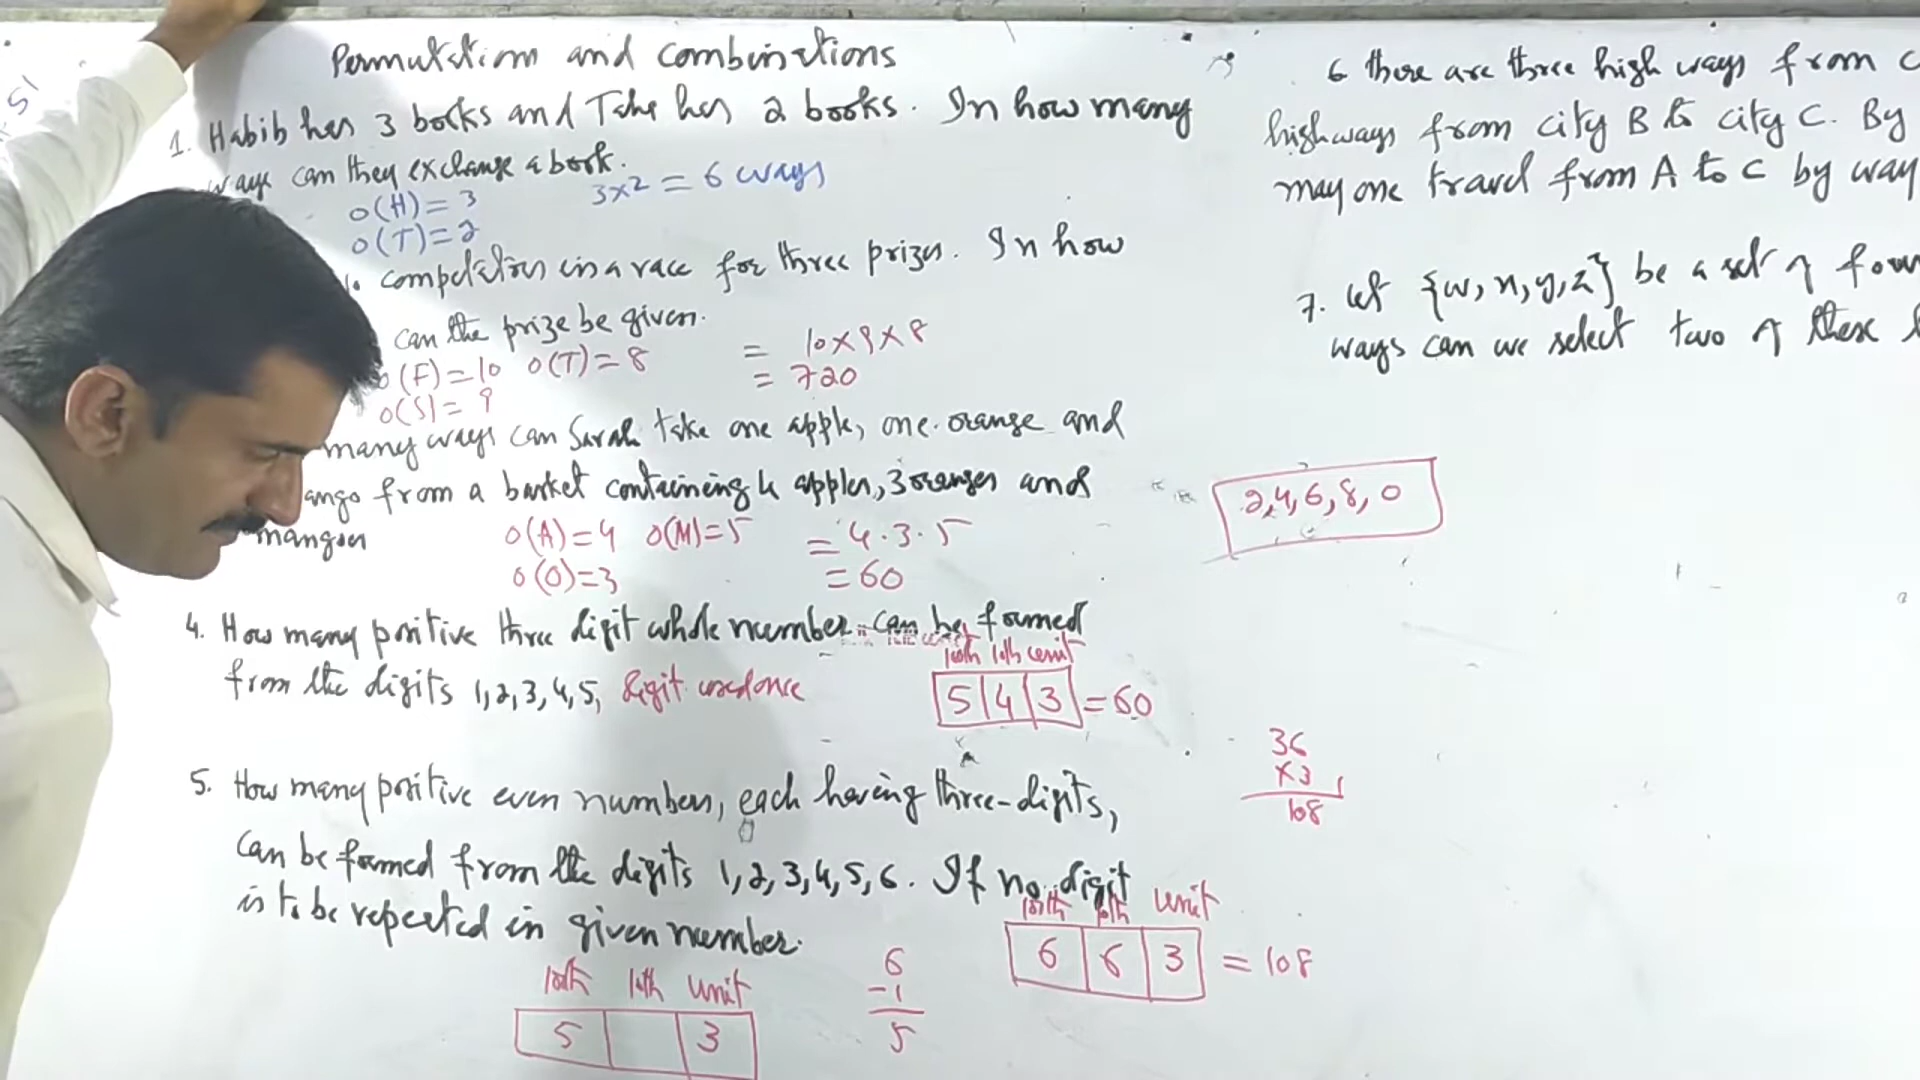 Permutation and combinations
1. Habib has 3 books and Taha has 2 books. In how many
ways can they exchange a book.
O(H) = 3
3x2 = 6 ways
O(T) = 2
competitors in a race for three prizes. In how
can the prize be given.
O(F) = 10 O(T) = 8
= 10 x 9 x 8
O(S) = 9
= 720
many ways can Sarah take one apple, one orange and
ango from a basket containing 4 apples, 3 oranges and
mangoes
O(A) = 4 O(M) = 5
= 4 . 3 . 5
O(O) = 3
= 60
4. How many positive three digit whole number can be formed
from the digits 1, 2, 3, 4, 5, digit used once
100th 10th unit
5 4 3 = 60
5. How many positive even numbers, each having three-digits,
can be formed from the digits 1, 2, 3, 4, 5, 6. If no digit
is to be repeated in given number.
100th 10th unit
6 6 3 = 108
100th 10th unit
5 3
6
-1
5
6 there are three high ways from c
highways from city B to city C. By
may one travel from A to C by way
7. let {w, x, y, z} be a set of four
ways can we select two of these
2, 4, 6, 8, 0
36
x3
108